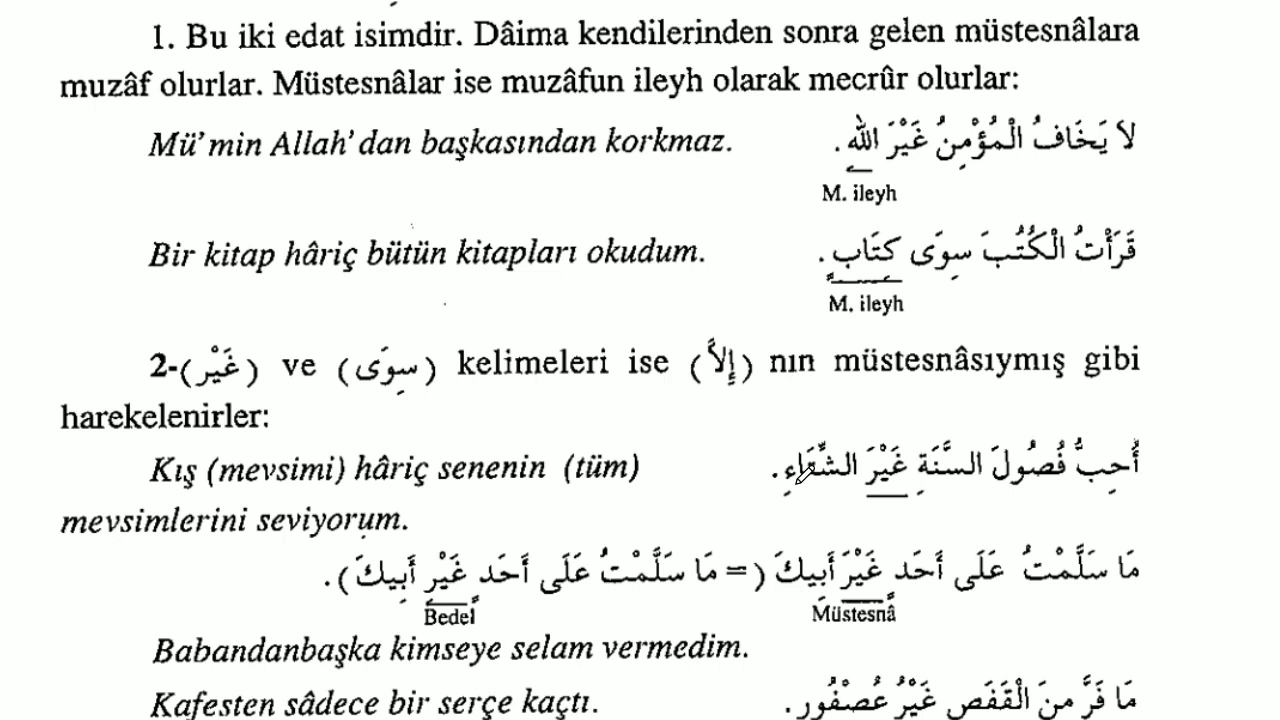 1. Bu iki edat isimdir. Dâima kendilerinden sonra gelen müstesnâlara
muzâf olurlar. Müstesnâlar ise muzâfun ileyh olarak mecrûr olurlar:
Mü'min Allah'dan başkasından korkmaz. لاَ يَخَافُ الْمُؤْمِنُ غَيْرَ اللهِ .
M. ileyh
Bir kitap hâriç bütün kitapları okudum. قَرَأْتُ الْكُتُبَ سِوَى كِتَابٍ .
M. ileyh
2-(غَيْر) ve (سِوَى) kelimeleri ise (إِلاَّ) nın müstesnâsıymış gibi
harekelenirler:
Kış (mevsimi) hâriç senenin (tüm) أُحِبُّ فُصُولَ السَّنَةِ غَيْرَ الشِّتَاءِ.
mevsimlerini seviyorum.
مَا سَلَّمْتُ عَلَى أَحَدٍ غَيْرَ أَبِيكَ (= مَا سَلَّمْتُ عَلَى أَحَدٍ غَيْرِ أَبِيكَ).
Müstesnâ Bedel
Babandanbaşka kimseye selam vermedim.
Kafesten sâdece bir serçe kaçtı. مَا فَرَّ مِنَ الْقَفَصِ غَيْرُ عُصْفُورٍ.